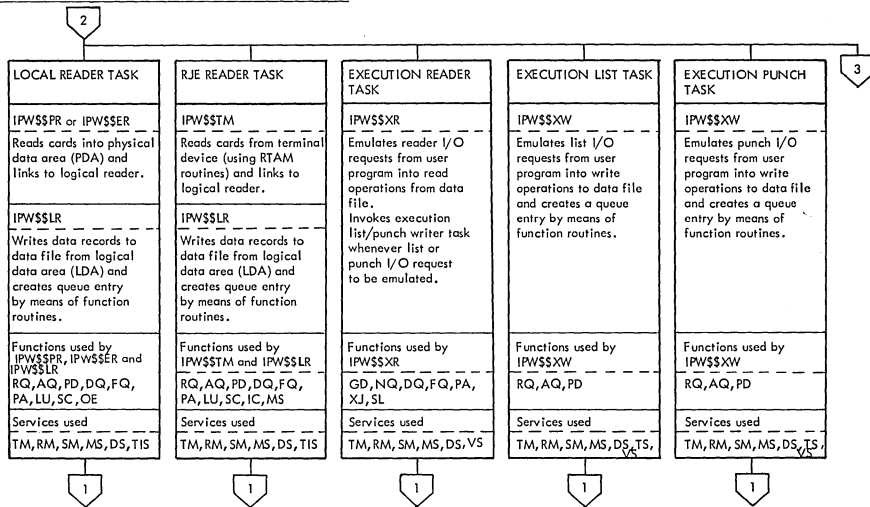 2
3
LOCAL READER TASK
IPW$$PR or IPW$$ER
Reads cards into physical
data area (PDA) and
links to logical reader.
IPW$$LR
Writes data records to
data file from logical
data area (LDA) and
creates queue entry
by means of function
routines.
Functions used by
IPW$$PR, IPW$$ER and
IPW$$LR
RQ,AQ,PD,DQ,FQ,
PA,LU,SC,OE
Services used
TM,RM,SM,MS,DS,TIS
1
RJE READER TASK
IPW$$TM
Reads cards from terminal
device (using RTAM
routines) and links to
logical reader.
IPW$$LR
Writes data records to
data file from logical
data area (LDA) and
creates queue entry
by means of function
routines.
Functions used by
IPW$$TM and IPW$$LR
RQ,AQ,PD,DQ,FQ,
PA,LU,SC,IC,MS
Services used
TM,RM,SM,MS,DS,TIS
1
EXECUTION READER
TASK
IPW$$XR
Emulates reader I/O
requests from user
program into read
operations from data
file.
Invokes execution
list/punch writer task
whenever list or
punch I/O request
to be emulated.
Functions used by
IPW$$XR
GD,NQ,DQ,FQ,PA,
XJ,SL
Services used
TM,RM,SM,MS,DS,VS
1
EXECUTION LIST TASK
IPW$$XW
Emulates list I/O
requests from user
program into write
operations to data file
and creates a queue
entry by means of
function routines.
Functions used by
IPW$$XW
RQ,AQ,PD
Services used
TM,RM,SM,MS,DS,TS,
VS
1
EXECUTION PUNCH
TASK
IPW$$XW
Emulates punch I/O
requests from user
program into write
operations to data file
and creates a queue
entry by means of
function routines.
Functions used by
IPW$$XW
RQ,AQ,PD
Services used
TM,RM,SM,MS,DS,TS,
VS
1